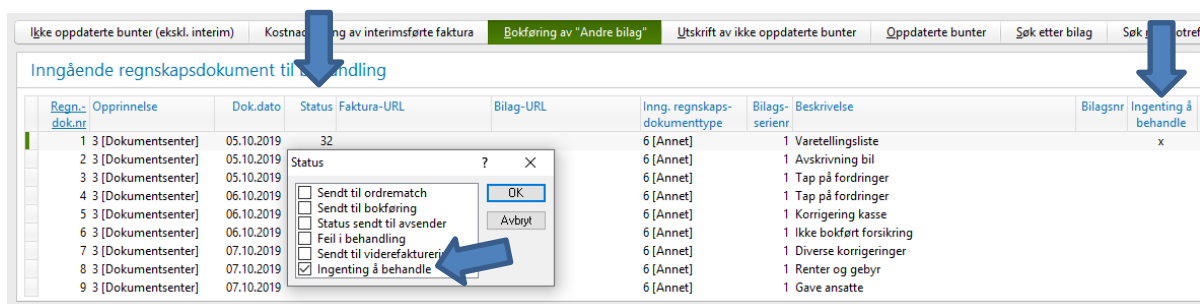 Ikke oppdaterte bunter (ekskl. interim) av interimsførte faktura Bokføring av "Andre bilag" Utskrift av ikke oppdaterte bunter Oppdaterte bunter Søk etter bilag Søk
Inngående regnskapsdokument til
Regn.-dok.nr Opprinnelse Dok.dato Status Faktura-URL Bilag-URL Inng. regnskaps-dokumenttype Bilags-serienr Beskrivelse Bilagsnr Ingenting å behandle
1 3 [Dokumentsenter] 05.10.2019 32 6 [Annet] 1 Varetellingsliste x
2 3 [Dokumentsenter] 05.10.2019 6 [Annet] 1 Avskrivning bil
3 3 [Dokumentsenter] 05.10.2019 6 [Annet] 1 Tap på fordringer
4 3 [Dokumentsenter] 06.10.2019 6 [Annet] 1 Tap på fordringer
5 3 [Dokumentsenter] 06.10.2019 6 [Annet] 1 Korrigering kasse
6 3 [Dokumentsenter] 06.10.2019 6 [Annet] 1 Ikke bokført forsikring
7 3 [Dokumentsenter] 07.10.2019 6 [Annet] 1 Diverse korrigeringer
8 3 [Dokumentsenter] 07.10.2019 6 [Annet] 1 Renter og gebyr
9 3 [Dokumentsenter] 07.10.2019 6 [Annet] 1 Gave ansatte
Status ? X
Sendt til ordrematch OK
Sendt til bokføring
Status sendt til avsender Avbryt
Feil i behandling
Sendt til
Ingenting å behandle